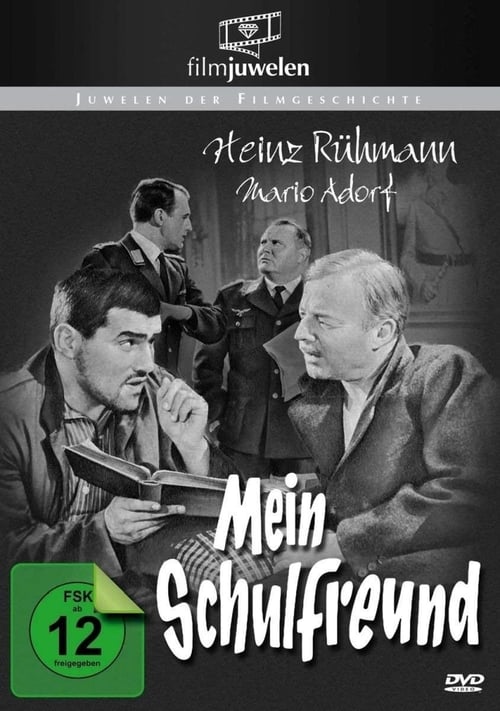 filmjuwelen
JUWELEN DER FILMGESCHICHTE
Heinz Rühmann
Mario Adorf
Mein
Schulfreund
FSK
ab
12
freigegeben
DVD
VIDEO